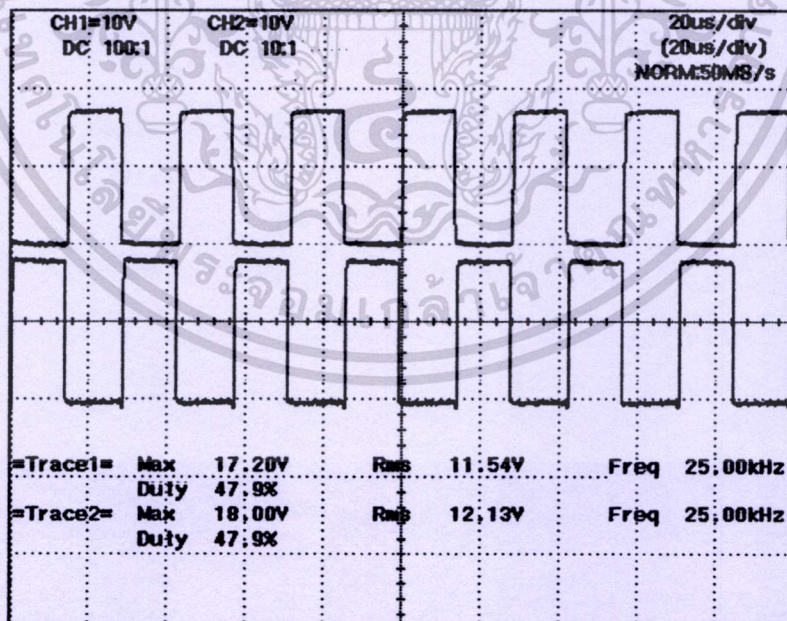 CH1=10V CH2=10V 20us/div
DC 100:1 DC 10:1 (20us/div)
NORM:50MS/s
=Trace1= Max 17.20V Rms 11.54V Freq 25.00kHz
Duty 47.9%
=Trace2= Max 18.00V Rms 12.13V Freq 25.00kHz
Duty 47.9%